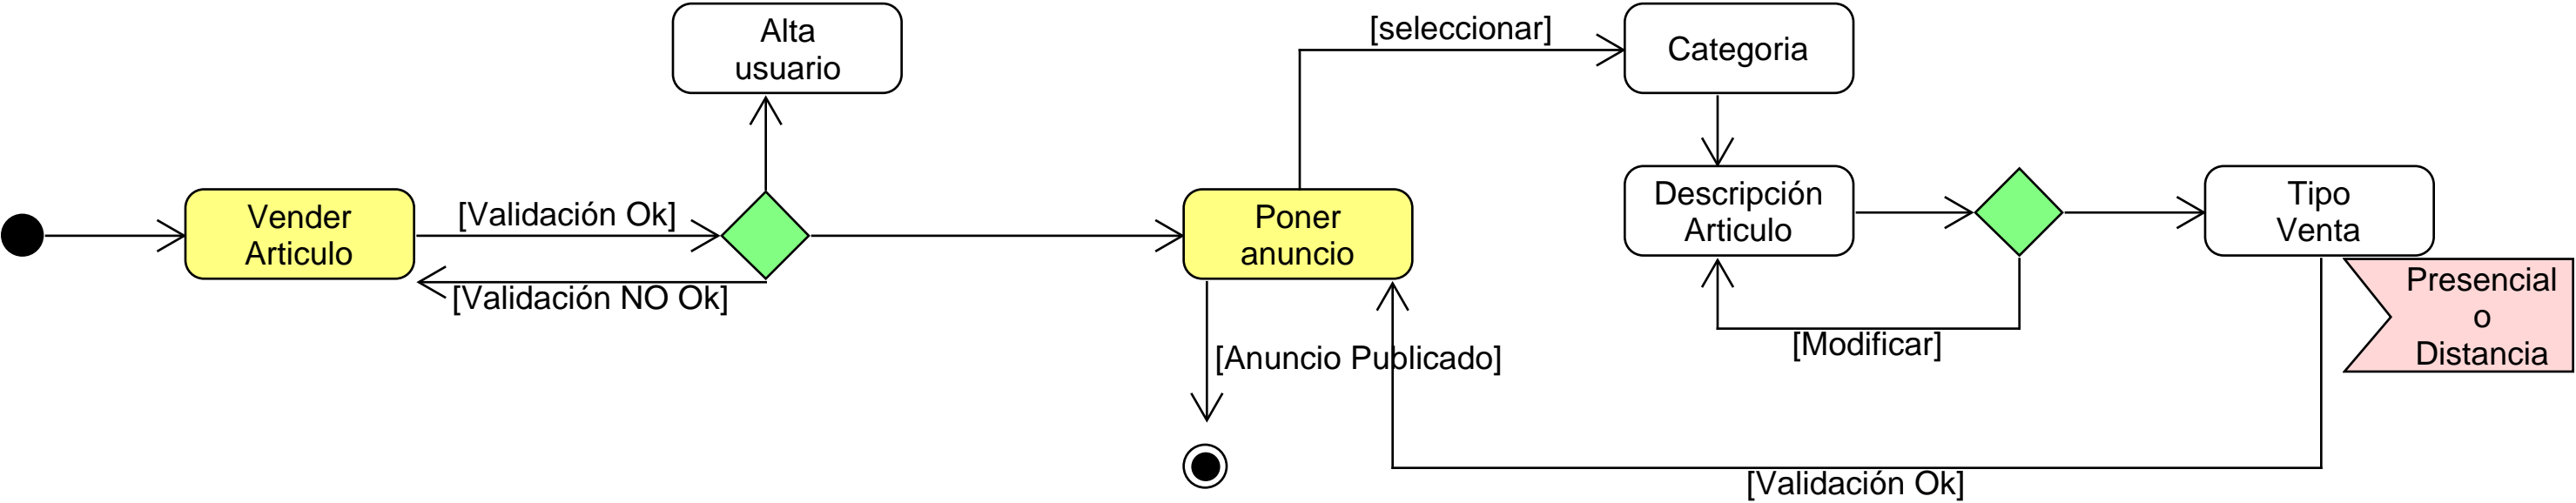 Alta
usuario
[seleccionar]
Categoria
Vender
Articulo
[Validación Ok]
[Validación NO Ok]
Poner
anuncio
Descripción
Articulo
Tipo
Venta
Presencial
o
Distancia
[Modificar]
[Anuncio Publicado]
[Validación Ok]